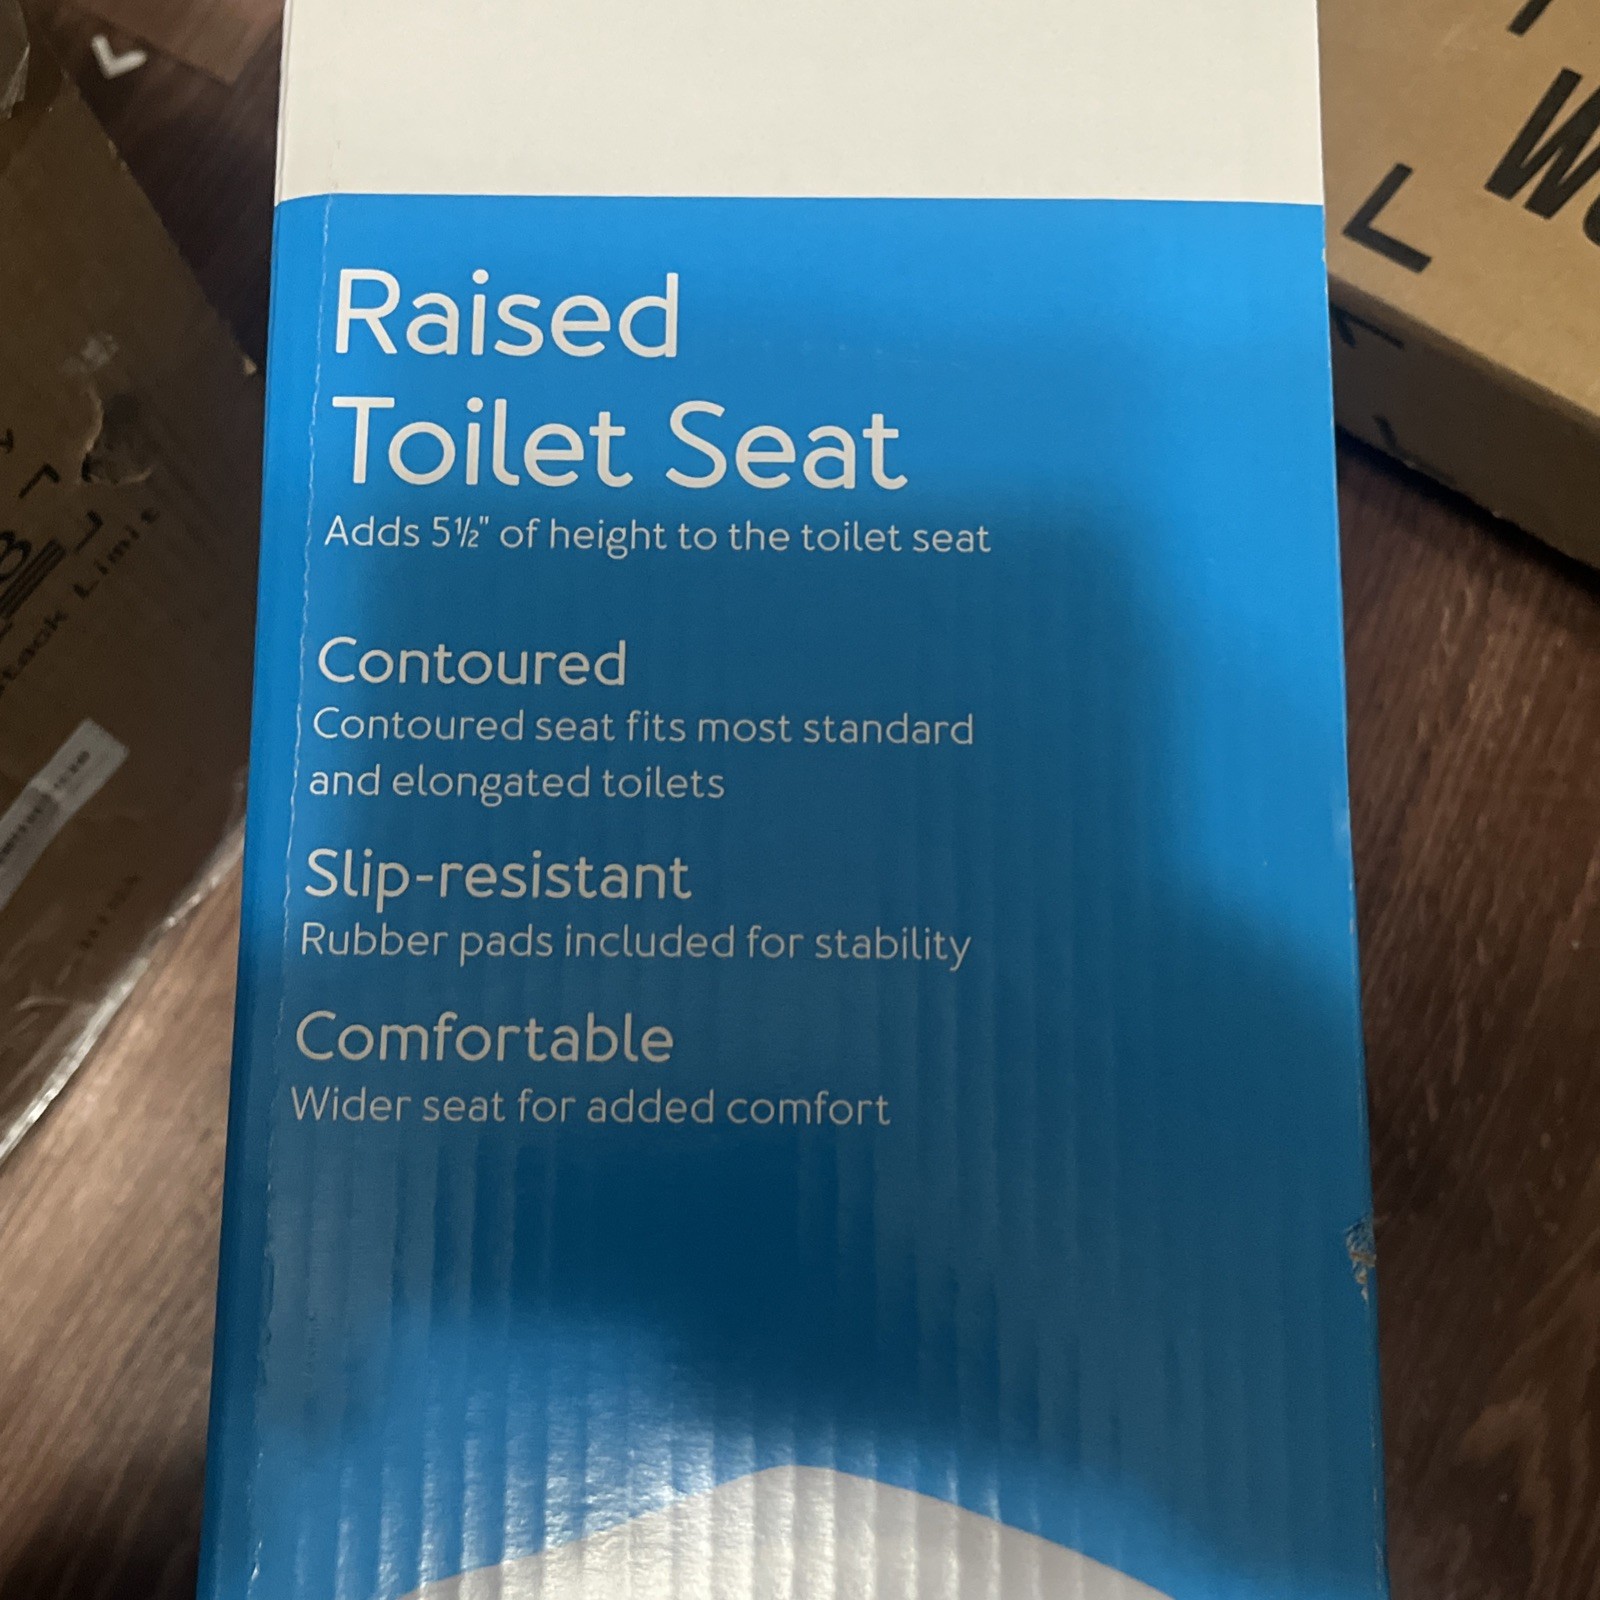 Raised
Toilet Seat
Adds 5½" of height to the toilet seat
Contoured
Contoured seat fits most standard
and elongated toilets
Slip-resistant
Rubber pads included for stability
Comfortable
Wider seat for added comfort
Limit